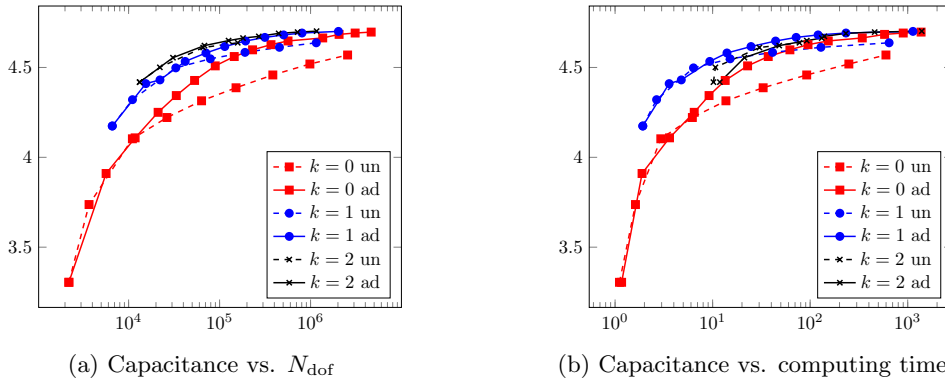 4.5
4
3.5
10^4
10^5
10^6
k = 0 un
k = 0 ad
k = 1 un
k = 1 ad
k = 2 un
k = 2 ad
(a) Capacitance vs. N_dof
4.5
4
3.5
10^0
10^1
10^2
10^3
k = 0 un
k = 0 ad
k = 1 un
k = 1 ad
k = 2 un
k = 2 ad
(b) Capacitance vs. computing time